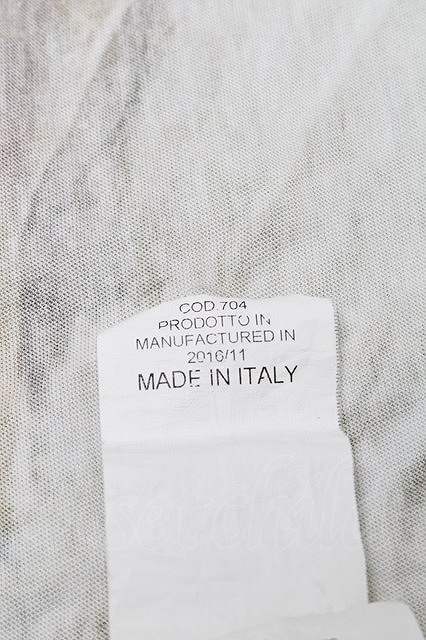 COD.704
PRODOTTO IN
MANUFACTURED IN
2016/11
MADE IN ITALY